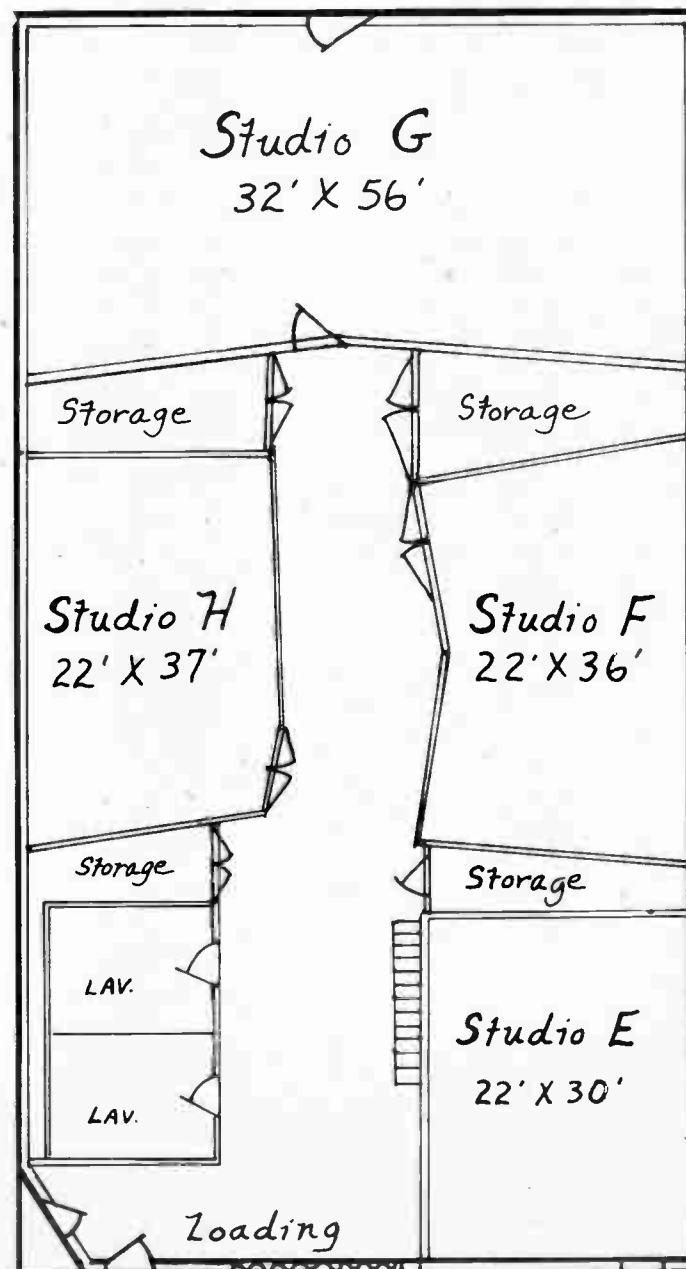 Studio G
32' X 56'
Storage
Storage
Studio H
22' X 37'
Studio F
22' X 36'
Storage
Storage
LAV.
Studio E
22' X 30'
LAV.
Loading